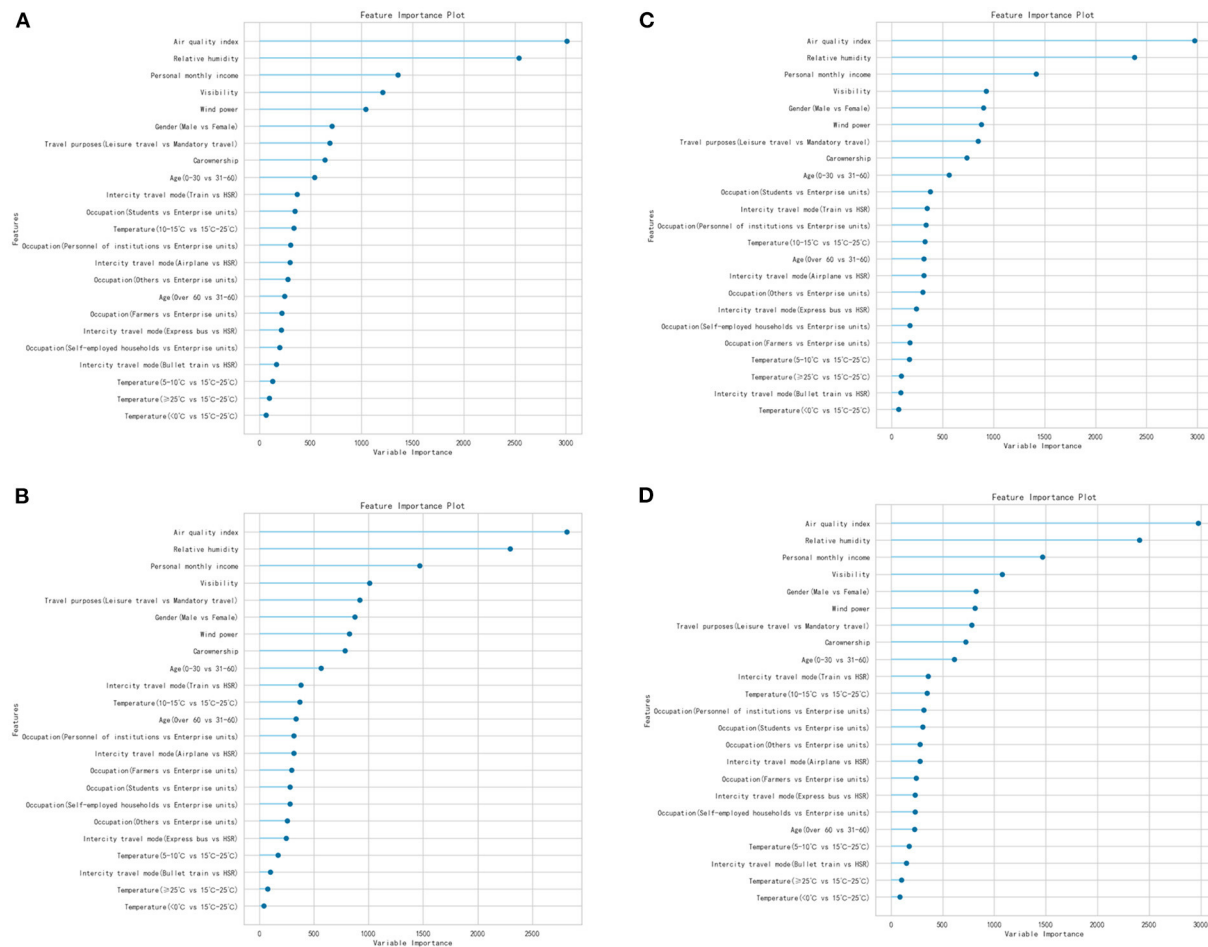 A
Feature Importance Plot
Air quality index
Relative humidity
Personal monthly income
Visibility
Wind power
Gender(Male vs Female)
Travel purposes(Leisure travel vs Mandatory travel)
Carownership
Age(0-30 vs 31-60)
Intercity travel mode(Train vs HSR)
Occupation(Students vs Enterprise units)
Temperature(10-15℃ vs 15℃-25℃)
Occupation(Personnel of institutions vs Enterprise units)
Intercity travel mode(Airplane vs HSR)
Occupation(Others vs Enterprise units)
Age(Over 60 vs 31-60)
Occupation(Farmers vs Enterprise units)
Intercity travel mode(Express bus vs HSR)
Occupation(Self-employed households vs Enterprise units)
Intercity travel mode(Bullet train vs HSR)
Temperature(5-10℃ vs 15℃-25℃)
Temperature(≥25℃ vs 15℃-25℃)
Temperature(<0℃ vs 15℃-25℃)
Features
0 500 1000 1500 2000 2500 3000
Variable Importance
C
Feature Importance Plot
Air quality index
Relative humidity
Personal monthly income
Visibility
Gender(Male vs Female)
Wind power
Travel purposes(Leisure travel vs Mandatory travel)
Carownership
Age(0-30 vs 31-60)
Occupation(Students vs Enterprise units)
Intercity travel mode(Train vs HSR)
Occupation(Personnel of institutions vs Enterprise units)
Temperature(10-15℃ vs 15℃-25℃)
Age(Over 60 vs 31-60)
Intercity travel mode(Airplane vs HSR)
Occupation(Others vs Enterprise units)
Intercity travel mode(Express bus vs HSR)
Occupation(Self-employed households vs Enterprise units)
Occupation(Farmers vs Enterprise units)
Temperature(5-10℃ vs 15℃-25℃)
Temperature(≥25℃ vs 15℃-25℃)
Intercity travel mode(Bullet train vs HSR)
Temperature(<0℃ vs 15℃-25℃)
Features
0 500 1000 1500 2000 2500 3000
Variable Importance
B
Feature Importance Plot
Air quality index
Relative humidity
Personal monthly income
Visibility
Travel purposes(Leisure travel vs Mandatory travel)
Gender(Male vs Female)
Wind power
Carownership
Age(0-30 vs 31-60)
Intercity travel mode(Train vs HSR)
Temperature(10-15℃ vs 15℃-25℃)
Age(Over 60 vs 31-60)
Occupation(Personnel of institutions vs Enterprise units)
Intercity travel mode(Airplane vs HSR)
Occupation(Farmers vs Enterprise units)
Occupation(Students vs Enterprise units)
Occupation(Self-employed households vs Enterprise units)
Occupation(Others vs Enterprise units)
Intercity travel mode(Express bus vs HSR)
Temperature(5-10℃ vs 15℃-25℃)
Intercity travel mode(Bullet train vs HSR)
Temperature(≥25℃ vs 15℃-25℃)
Temperature(<0℃ vs 15℃-25℃)
Features
0 500 1000 1500 2000 2500
Variable Importance
D
Feature Importance Plot
Air quality index
Relative humidity
Personal monthly income
Visibility
Gender(Male vs Female)
Wind power
Travel purposes(Leisure travel vs Mandatory travel)
Carownership
Age(0-30 vs 31-60)
Intercity travel mode(Train vs HSR)
Temperature(10-15℃ vs 15℃-25℃)
Occupation(Personnel of institutions vs Enterprise units)
Occupation(Students vs Enterprise units)
Occupation(Others vs Enterprise units)
Intercity travel mode(Airplane vs HSR)
Occupation(Farmers vs Enterprise units)
Intercity travel mode(Express bus vs HSR)
Occupation(Self-employed households vs Enterprise units)
Age(Over 60 vs 31-60)
Temperature(5-10℃ vs 15℃-25℃)
Intercity travel mode(Bullet train vs HSR)
Temperature(≥25℃ vs 15℃-25℃)
Temperature(<0℃ vs 15℃-25℃)
Features
0 500 1000 1500 2000 2500 3000
Variable Importance